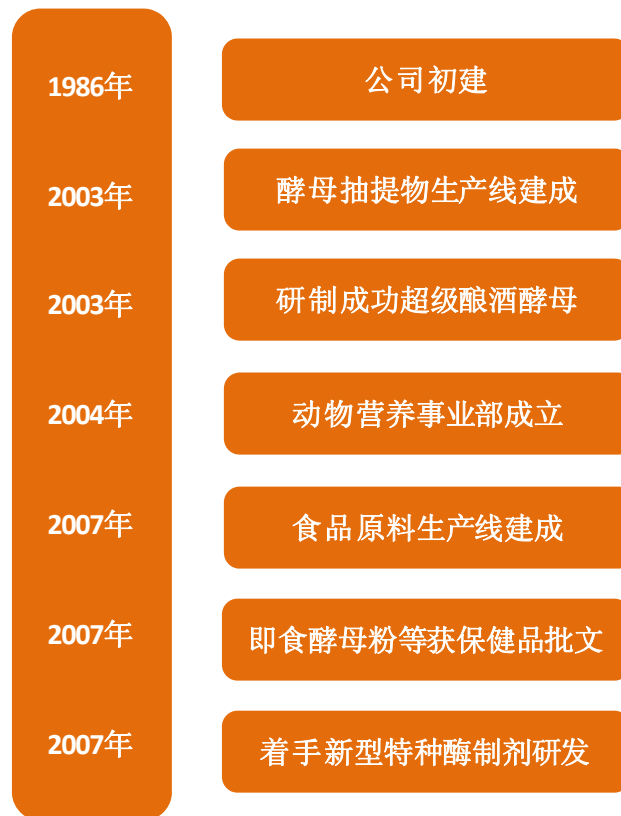 1986年
公司初建
2003年
酵母抽提物生产线建成
2003年
研制成功超级酿酒酵母
2004年
动物营养事业部成立
2007年
食品原料生产线建成
2007年
即食酵母粉等获保健品批文
2007年
着手新型特种酶制剂研发